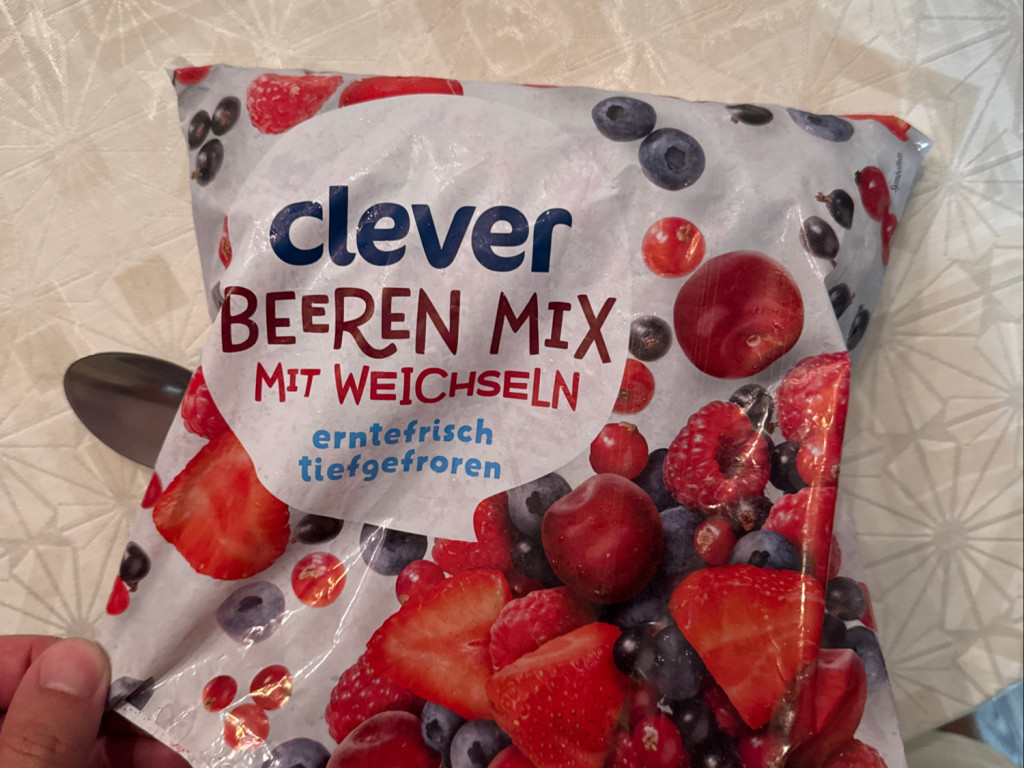 clever
BEEREN MIX
MIT WEICHSELN
erntefrisch
tiefgefroren